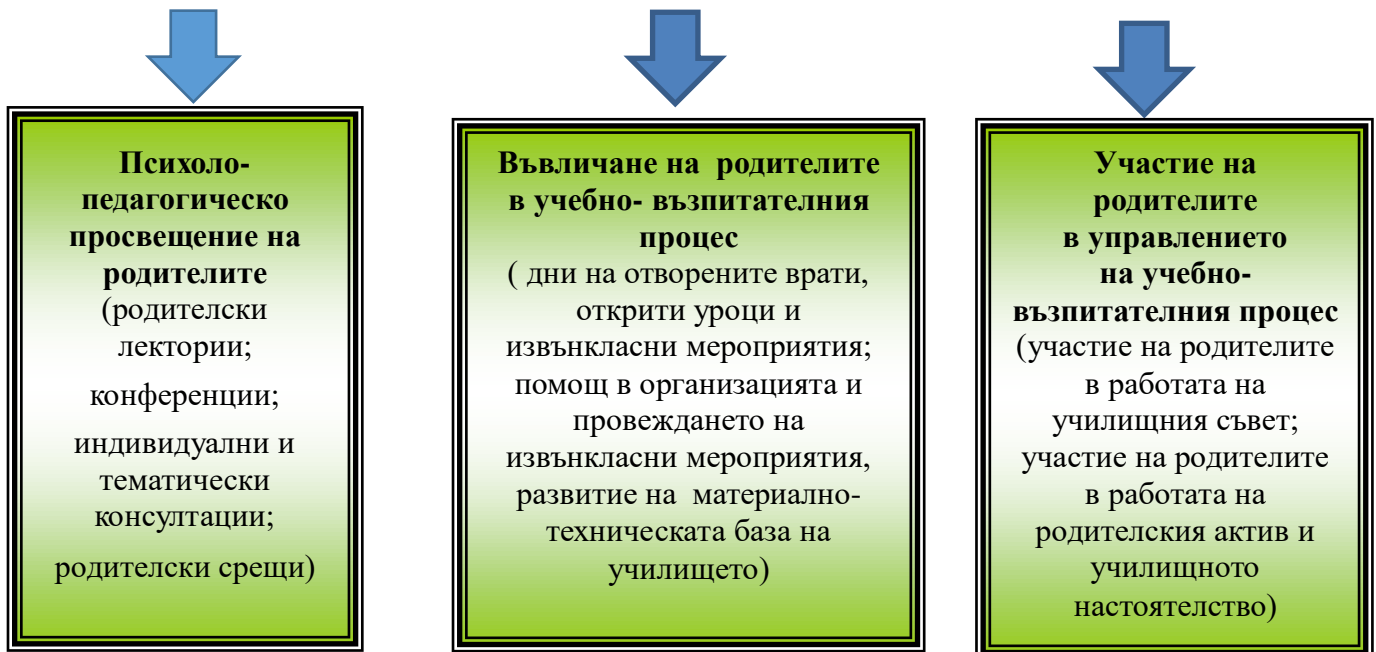 Психоло-
педагогическо
просвещение на
родителите
(родителски
лектории;
конференции;
индивидуални и
тематически
консултации;
родителски срещи)
Въвличане на родителите
в учебно- възпитателния
процес
( дни на отворените врати,
открити уроци и
извънкласни мероприятия;
помощ в организацията и
провеждането на
извънкласни мероприятия,
развитие на материално-
техническата база на
училището)
Участие на
родителите
в управлението
на учебно-
възпитателния процес
(участие на родителите
в работата на
училищния съвет;
участие на родителите
в работата на
родителския актив и
училищното
настоятелство)